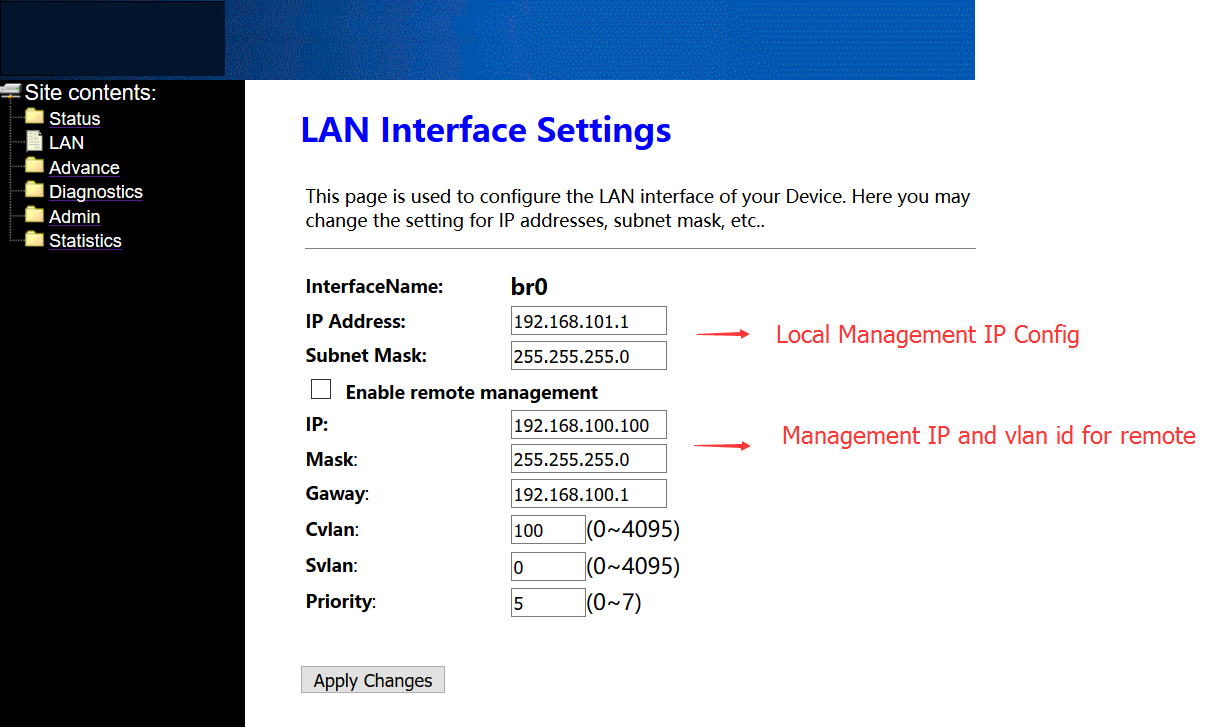 Site contents:
Status
LAN
Advance
Diagnostics
Admin
Statistics
LAN Interface Settings
This page is used to configure the LAN interface of your Device. Here you may
change the setting for IP addresses, subnet mask, etc..
InterfaceName: br0
IP Address: 192.168.101.1
Subnet Mask: 255.255.255.0
Local Management IP Config
Enable remote management
IP: 192.168.100.100
Mask: 255.255.255.0
Management IP and vlan id for remote
Gaway: 192.168.100.1
Cvlan: 100 (0~4095)
Svlan: 0 (0~4095)
Priority: 5 (0~7)
Apply Changes